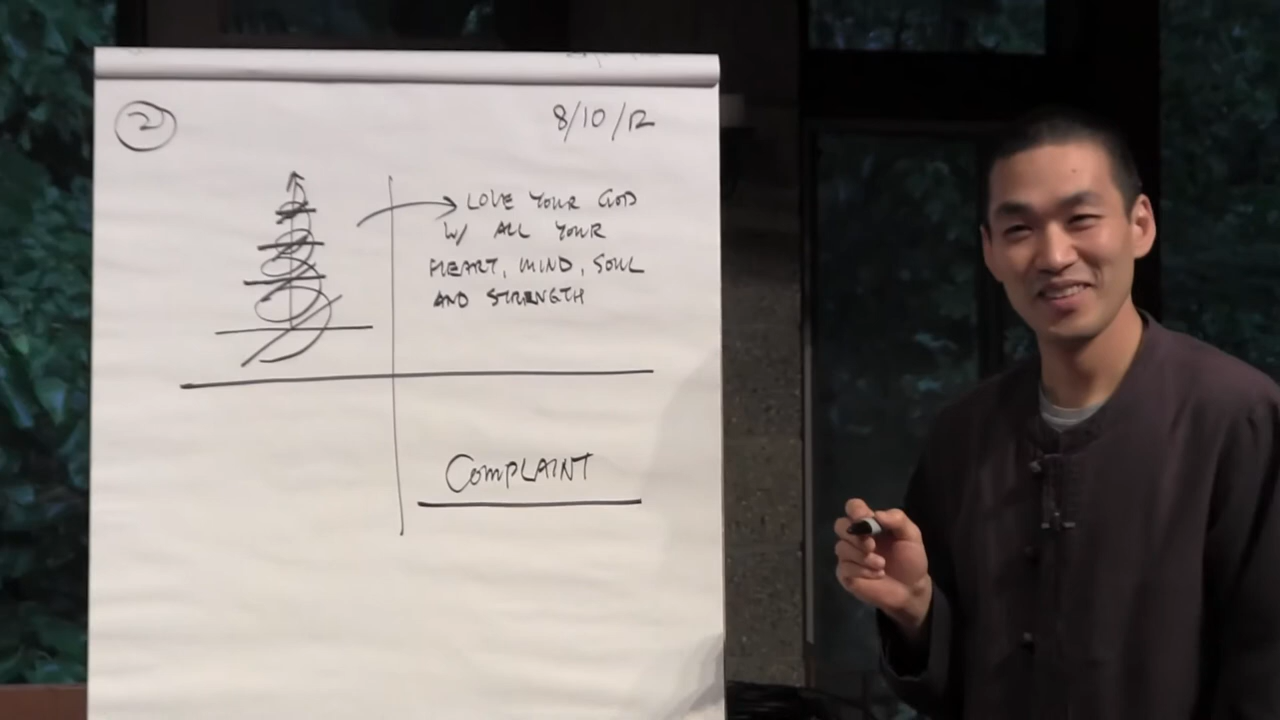 2
8/10/12
LOVE YOUR GOD
W/ ALL YOUR
HEART, MIND, SOUL
AND STRENGTH
COMPLAINT